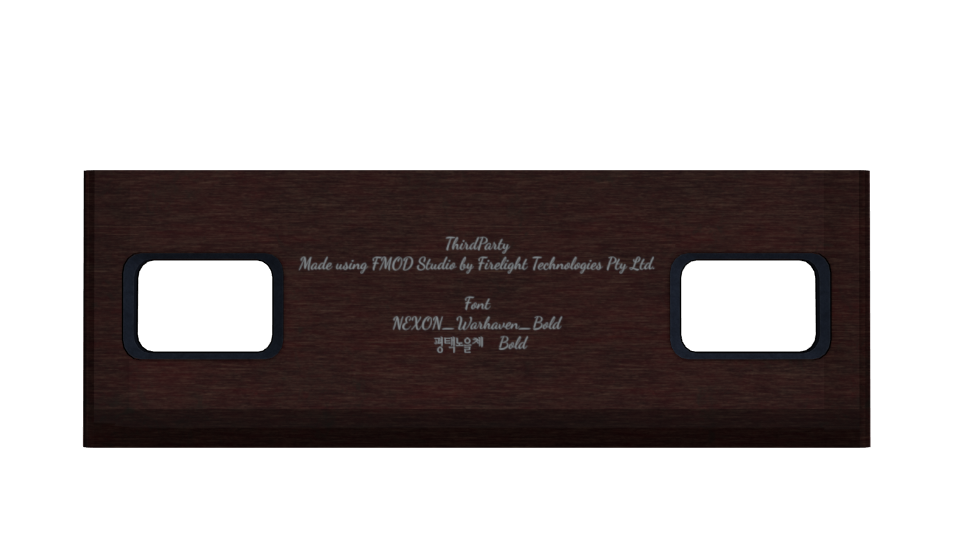 ThirdParty
Made using FMOD Studio by Firelight Technologies Pty Ltd.
Font
NEXON_Warhaven_Bold
평택노을체 Bold